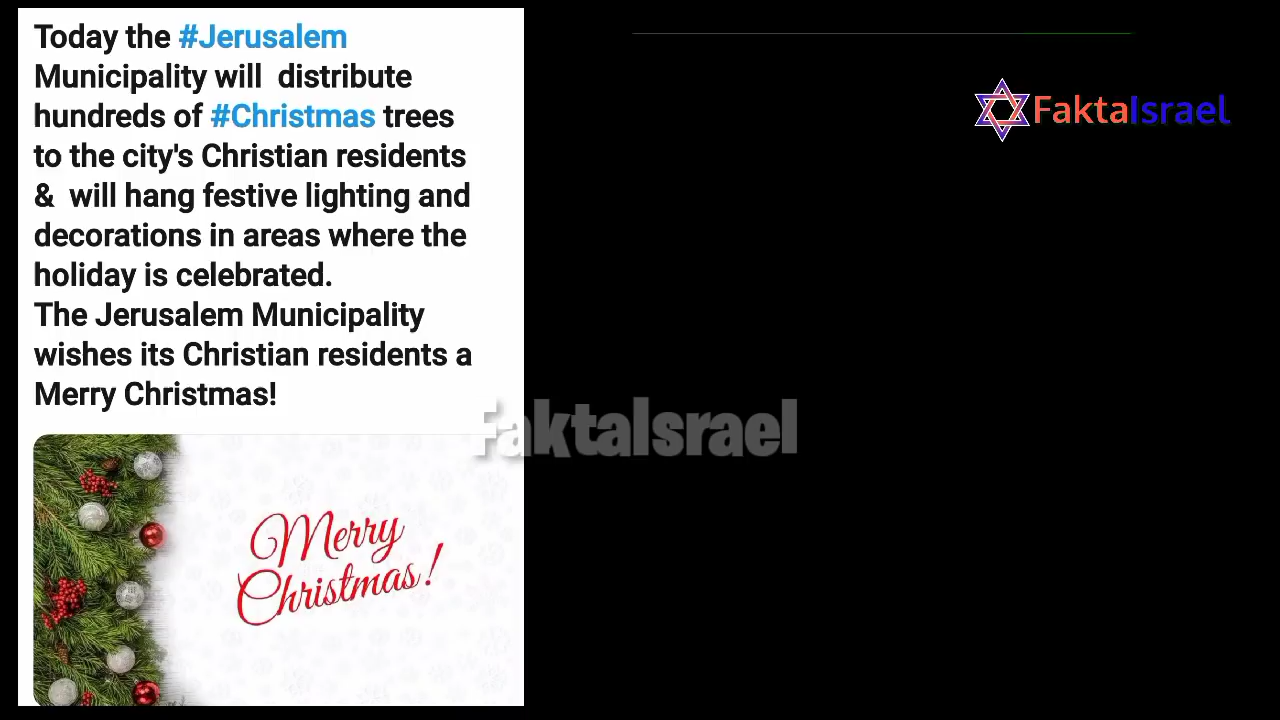 Today the #Jerusalem
Municipality will  distribute
hundreds of #Christmas trees
to the city's Christian residents
&  will hang festive lighting and
decorations in areas where the
holiday is celebrated.
The Jerusalem Municipality
wishes its Christian residents a
Merry Christmas!
Merry
Christmas!
FaktaIsrael
FaktaIsrael